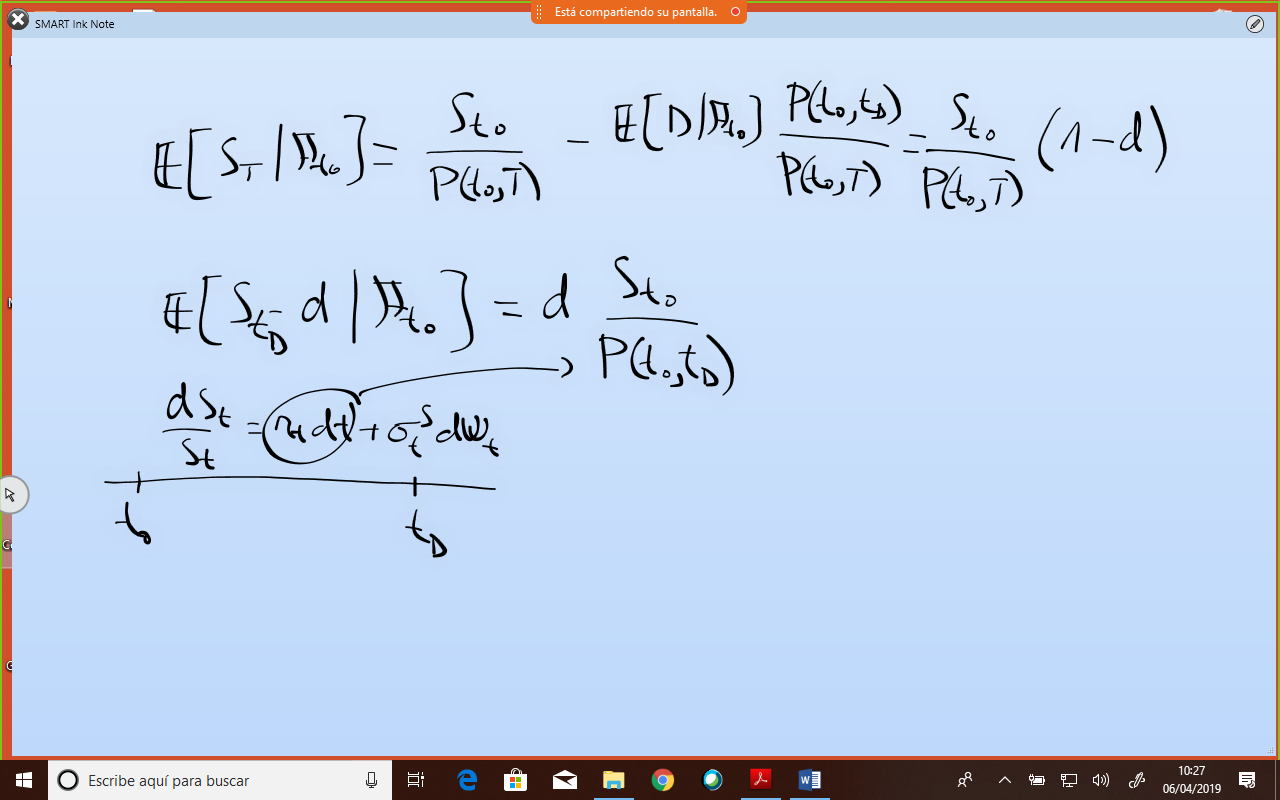 Está compartiendo su pantalla.
SMART Ink Note
𝔼[S_T | 𝓕_{t_0}] = S_{t_0} / P(t_0,T) − 𝔼[D | 𝓕_{t_0}] P(t_0,t_D) / P(t_0,T) = S_{t_0} / P(t_0,T) (1 − d)
𝔼[S_{t_D^-} d | 𝓕_{t_0}] = d S_{t_0} / P(t_0,t_D)
dS_t / S_t = r_t dt + σ_t^S dW_t
t_0 t_D
Escribe aquí para buscar
10:27
06/04/2019